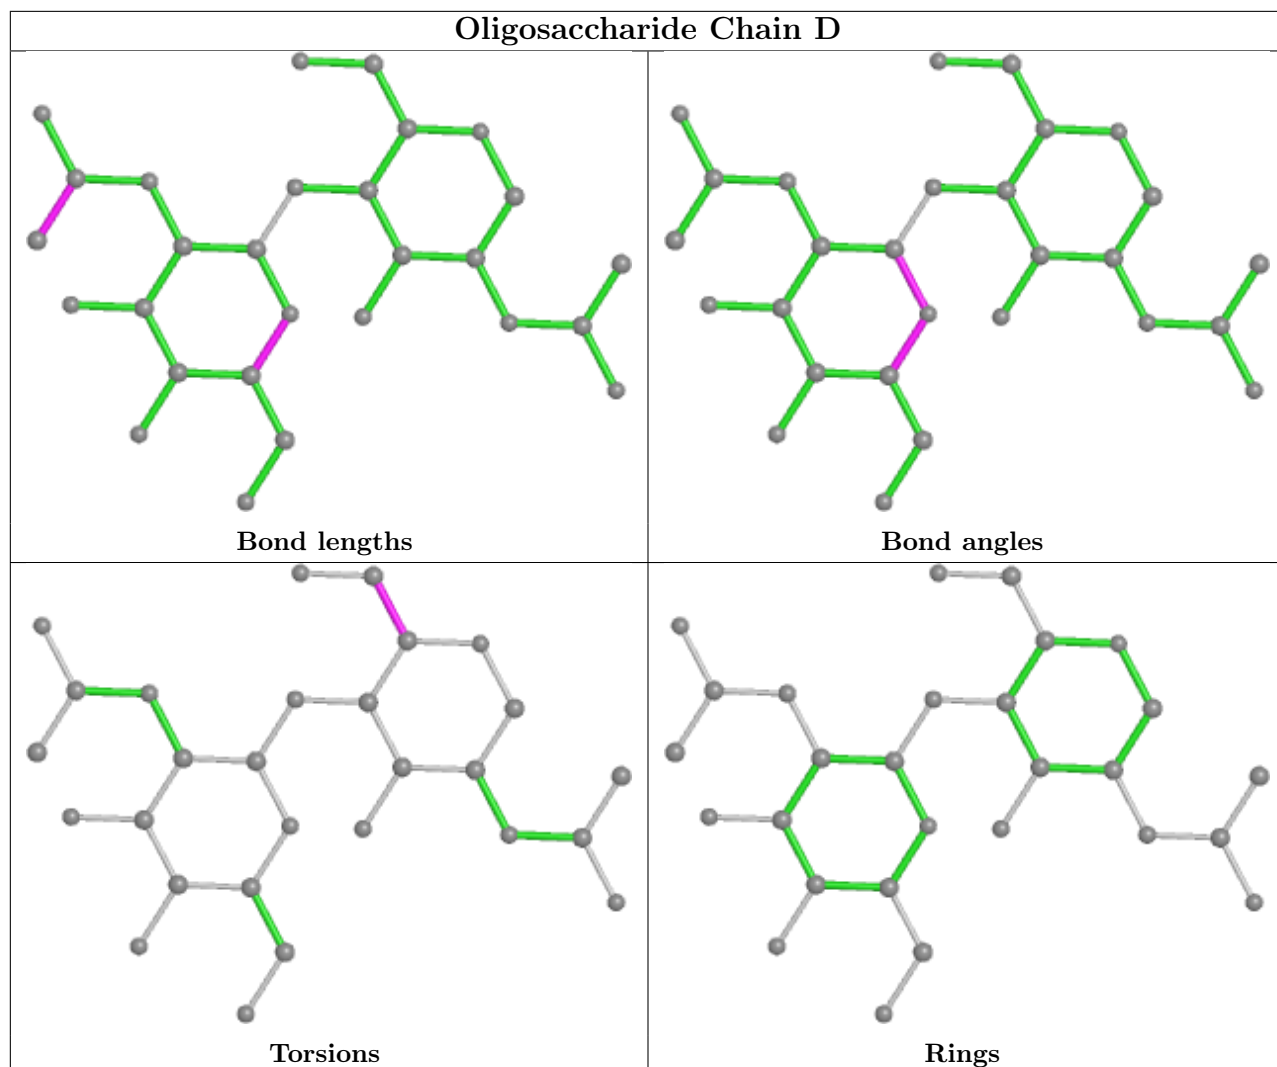 Oligosaccharide Chain D
Bond lengths
Bond angles
Torsions
Rings